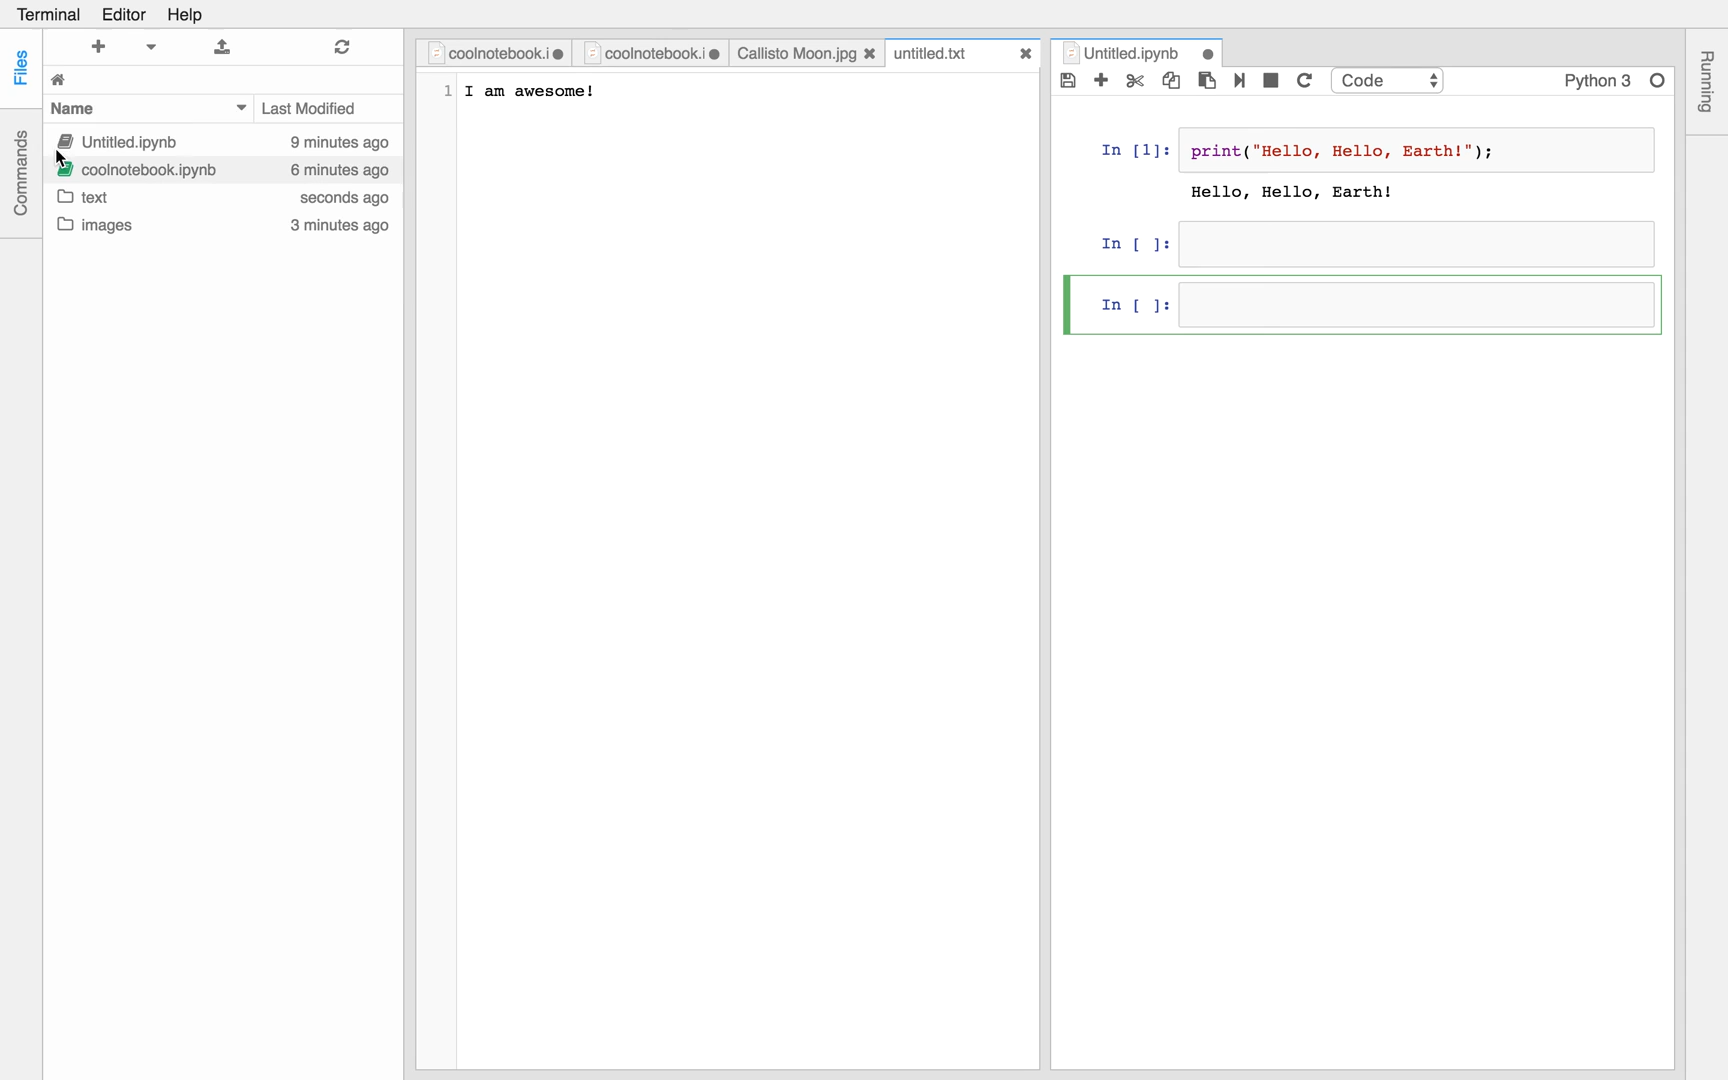 Terminal Editor Help
Files
Commands
Name Last Modified
Untitled.ipynb 9 minutes ago
coolnotebook.ipynb 6 minutes ago
text seconds ago
images 3 minutes ago
coolnotebook.i coolnotebook.i Callisto Moon.jpg untitled.txt
1 I am awesome!
Untitled.ipynb
Code Python 3
In [1]: print("Hello, Hello, Earth!");
Hello, Hello, Earth!
In [ ]:
In [ ]:
Running